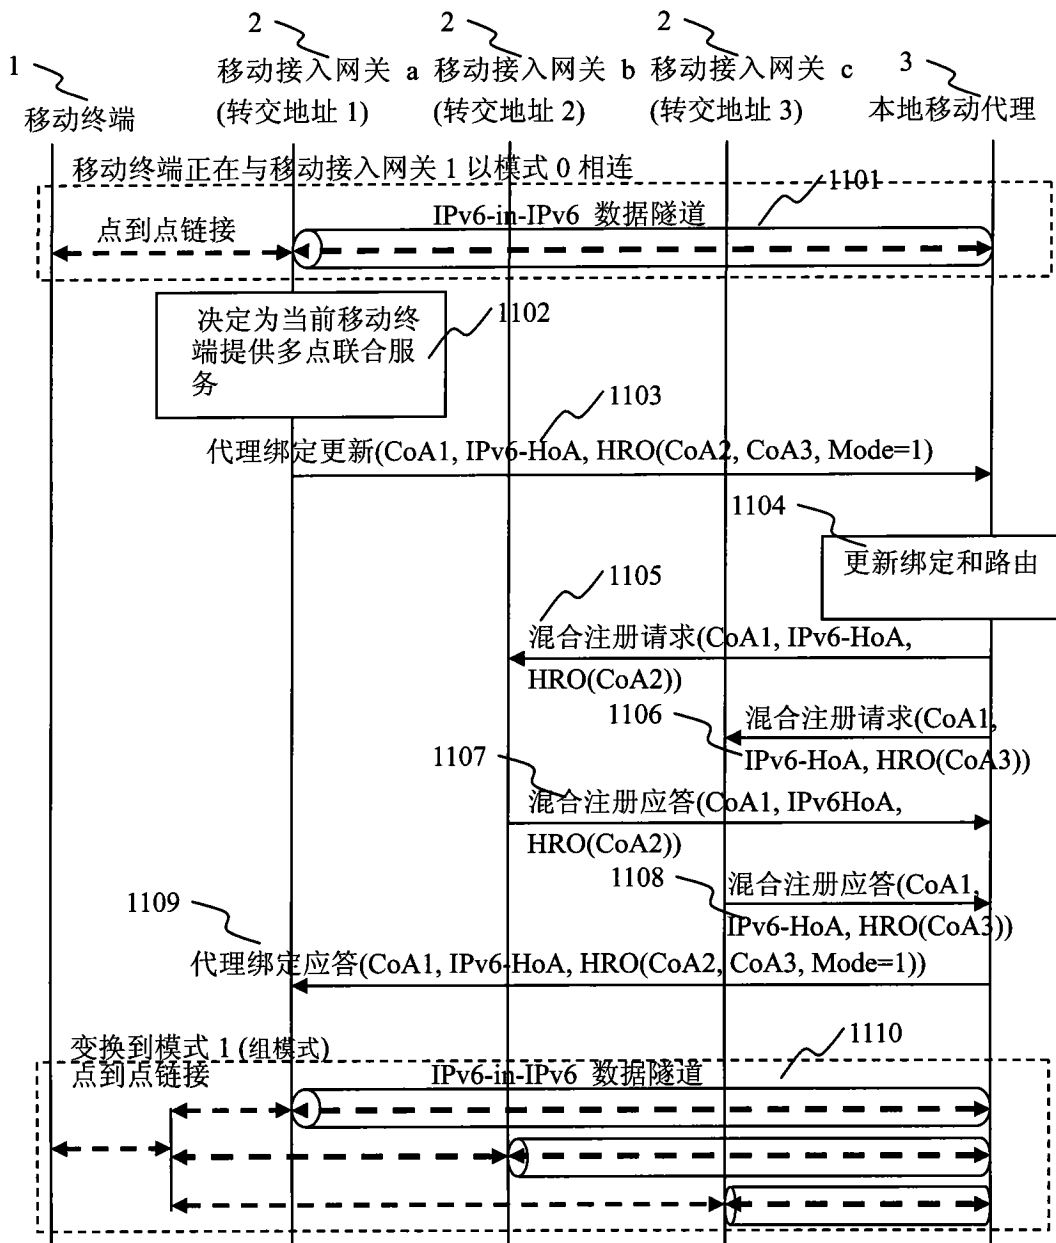 2
2
2
1
移动接入网关 a 移动接入网关 b 移动接入网关 c
3
移动终端
(转交地址 1)
(转交地址 2)
(转交地址 3)
本地移动代理
移动终端正在与移动接入网关 1 以模式 0 相连
1101
IPv6-in-IPv6 数据隧道
点到点链接
决定为当前移动终
端提供多点联合服
务
1102
1103
代理绑定更新(CoA1, IPv6-HoA, HRO(CoA2, CoA3, Mode=1)
1104
更新绑定和路由
1105
混合注册请求(CoA1, IPv6-HoA,
HRO(CoA2))
1106
混合注册请求(CoA1,
IPv6-HoA, HRO(CoA3))
1107
混合注册应答(CoA1, IPv6HoA,
HRO(CoA2))
1108
混合注册应答(CoA1,
IPv6-HoA, HRO(CoA3))
1109
代理绑定应答(CoA1, IPv6-HoA, HRO(CoA2, CoA3, Mode=1))
变换到模式 1 (组模式)
1110
点到点链接
IPv6-in-IPv6 数据隧道